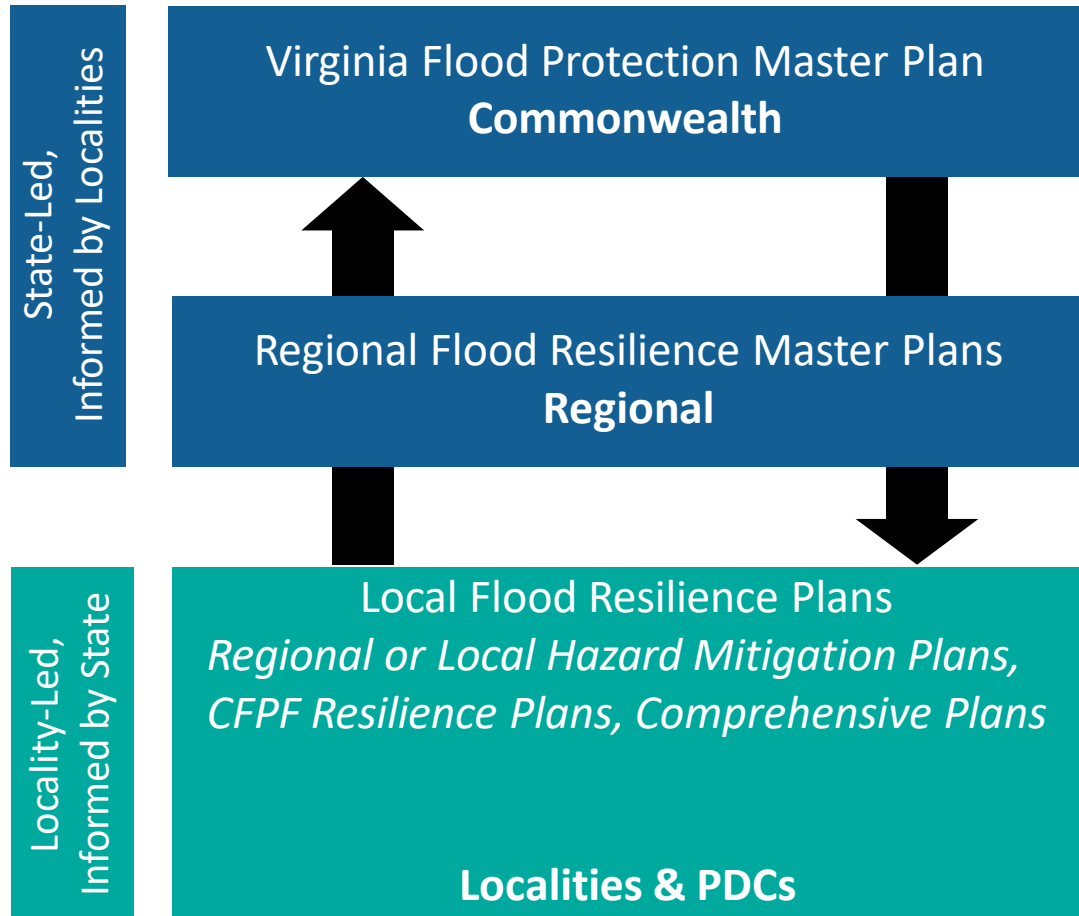 State-Led,
Informed by Localities
Virginia Flood Protection Master Plan
Commonwealth
Regional Flood Resilience Master Plans
Regional
Locality-Led,
Informed by State
Local Flood Resilience Plans
Regional or Local Hazard Mitigation Plans,
CFPF Resilience Plans, Comprehensive Plans
Localities & PDCs